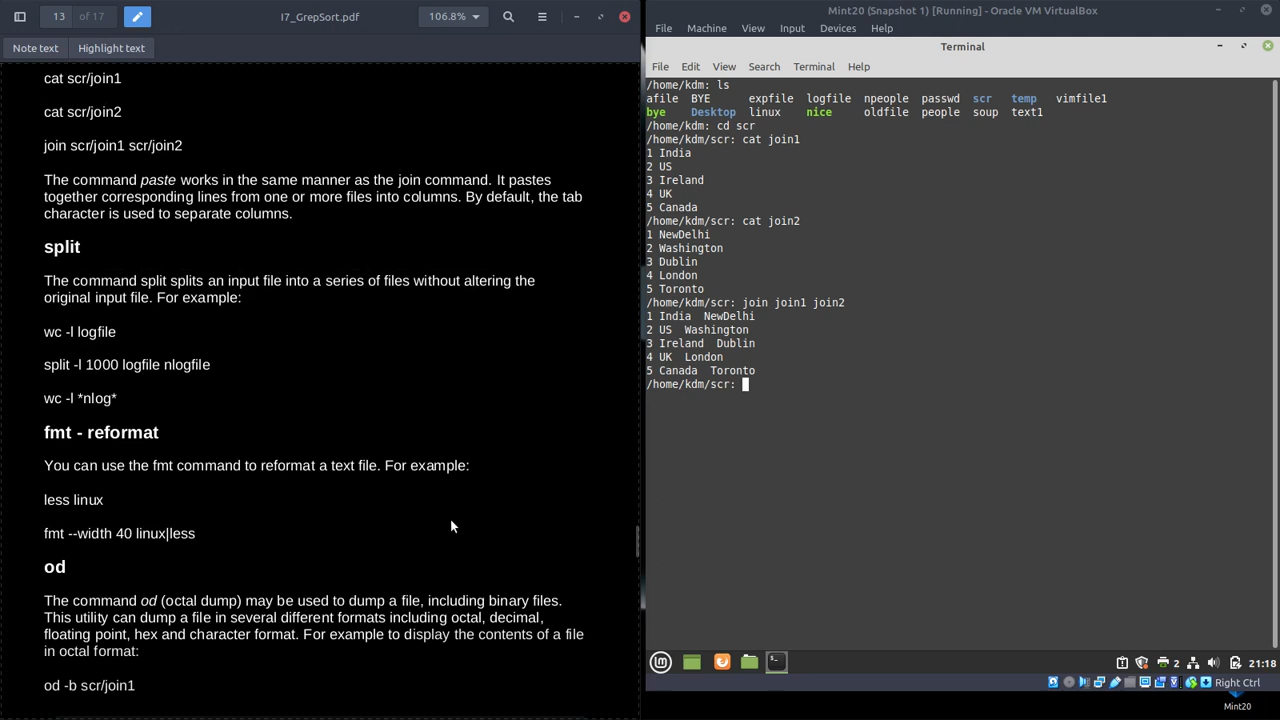 13 of 17
I7_GrepSort.pdf
106.8%
Note text
Highlight text
cat scr/join1
cat scr/join2
join scr/join1 scr/join2
The command paste works in the same manner as the join command. It pastes
together corresponding lines from one or more files into columns. By default, the tab
character is used to separate columns.
split
The command split splits an input file into a series of files without altering the
original input file. For example:
wc -l logfile
split -l 1000 logfile nlogfile
wc -l *nlog*
fmt - reformat
You can use the fmt command to reformat a text file. For example:
less linux
fmt --width 40 linux|less
od
The command od (octal dump) may be used to dump a file, including binary files.
This utility can dump a file in several different formats including octal, decimal,
floating point, hex and character format. For example to display the contents of a file
in octal format:
od -b scr/join1
Mint20 (Snapshot 1) [Running] - Oracle VM VirtualBox
File Machine View Input Devices Help
Terminal
File Edit View Search Terminal Help
/home/kdm: ls
afile BYE expfile logfile npeople passwd scr temp vimfile1
bye Desktop linux nice oldfile people soup text1
/home/kdm: cd scr
/home/kdm/scr: cat join1
1 India
2 US
3 Ireland
4 UK
5 Canada
/home/kdm/scr: cat join2
1 NewDelhi
2 Washington
3 Dublin
4 London
5 Toronto
/home/kdm/scr: join join1 join2
1 India NewDelhi
2 US Washington
3 Ireland Dublin
4 UK London
5 Canada Toronto
/home/kdm/scr:
2 21:18
Right Ctrl
Mint20